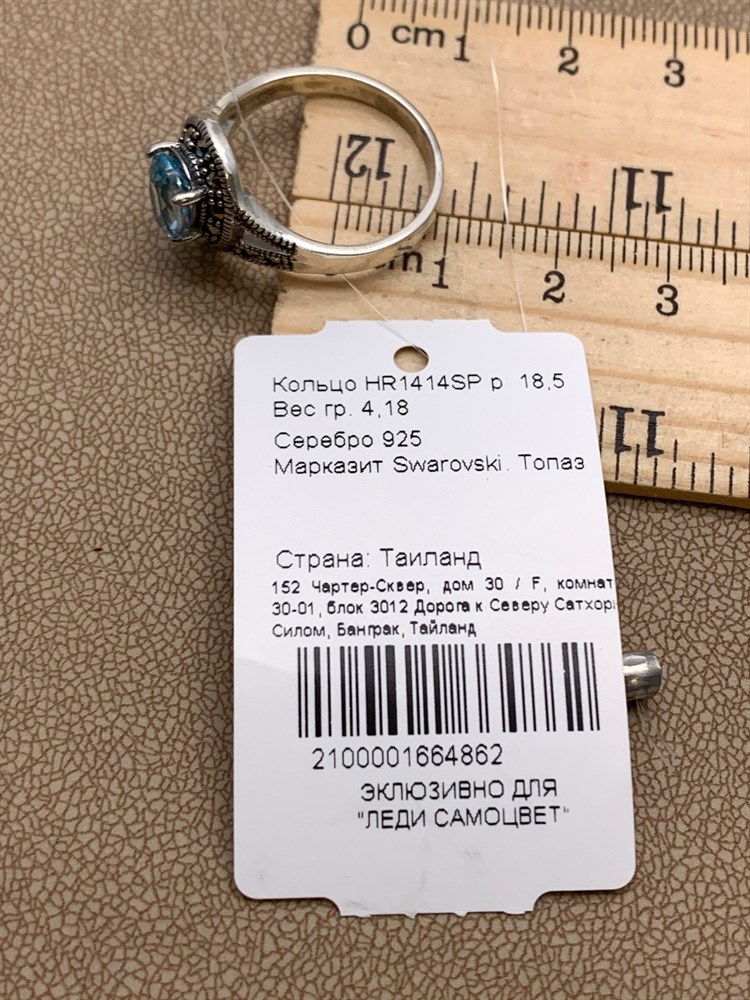 0 cm 1 2 3
12 11
cm 1 2 3
11
Кольцо HR1414SP р 18,5
Вес гр. 4,18
Серебро 925
Марказит Swarovski. Топаз
Страна: Таиланд
152 Чартер-Сквер, дом 30 / F, комнат
30-01, блок 3012 Дорога к Северу Сатхор
Силом, Банграк, Тайланд
2100001664862
ЭКЛЮЗИВНО ДЛЯ
"ЛЕДИ САМОЦВЕТ"